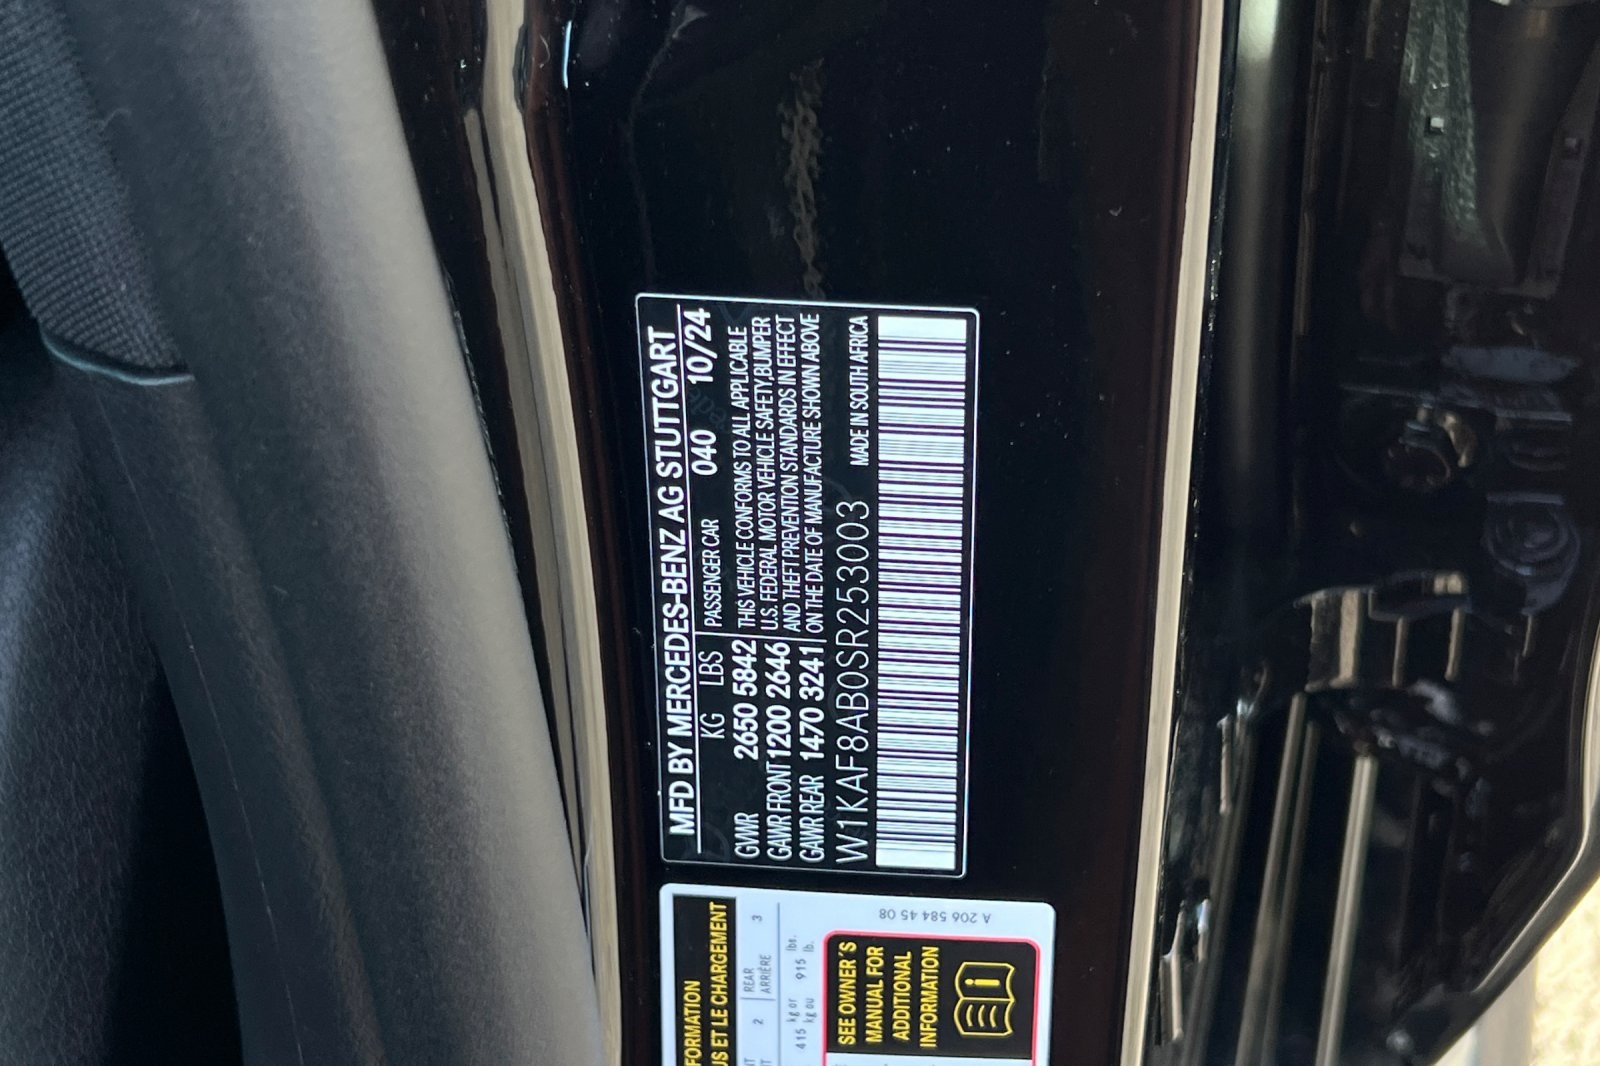 MFD BY MERCEDES-BENZ AG STUTTGART
KG LBS PASSENGER CAR 040 10/24
GVWR 2650 5842
GAWR FRONT 1200 2646
GAWR REAR 1470 3241
THIS VEHICLE CONFORMS TO ALL APPLICABLE
U.S. FEDERAL MOTOR VEHICLE SAFETY,BUMPER
AND THEFT PREVENTION STANDARDS IN EFFECT
ON THE DATE OF MANUFACTURE SHOWN ABOVE
W1KAF8AB0SR253003 MADE IN SOUTH AFRICA
US ET LE CHARGEMENT
2 REAR 3
ARRIÈRE
415 kg or 915 lbs.
kg ou lb.
SEE OWNER'S
MANUAL FOR
ADDITIONAL
INFORMATION
A 206 584 45 08